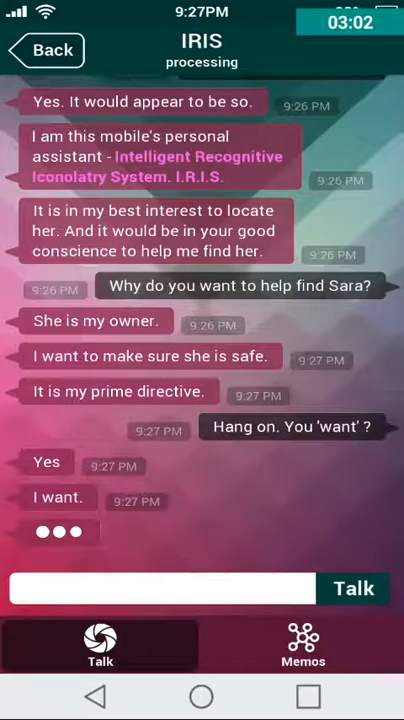 9:27PM
03:02
Back
IRIS
processing
Yes. It would appear to be so.
9:26 PM
I am this mobile's personal
assistant - Intelligent Recognitive
Iconolatry System. I.R.I.S.
9:26 PM
It is in my best interest to locate
her. And it would be in your good
conscience to help me find her.
9:26 PM
9:26 PM
Why do you want to help find Sara?
She is my owner.
9:26 PM
I want to make sure she is safe.
9:27 PM
It is my prime directive.
9:27 PM
9:27 PM
Hang on. You 'want' ?
Yes
9:27 PM
I want.
9:27 PM
Talk
Talk
Memos